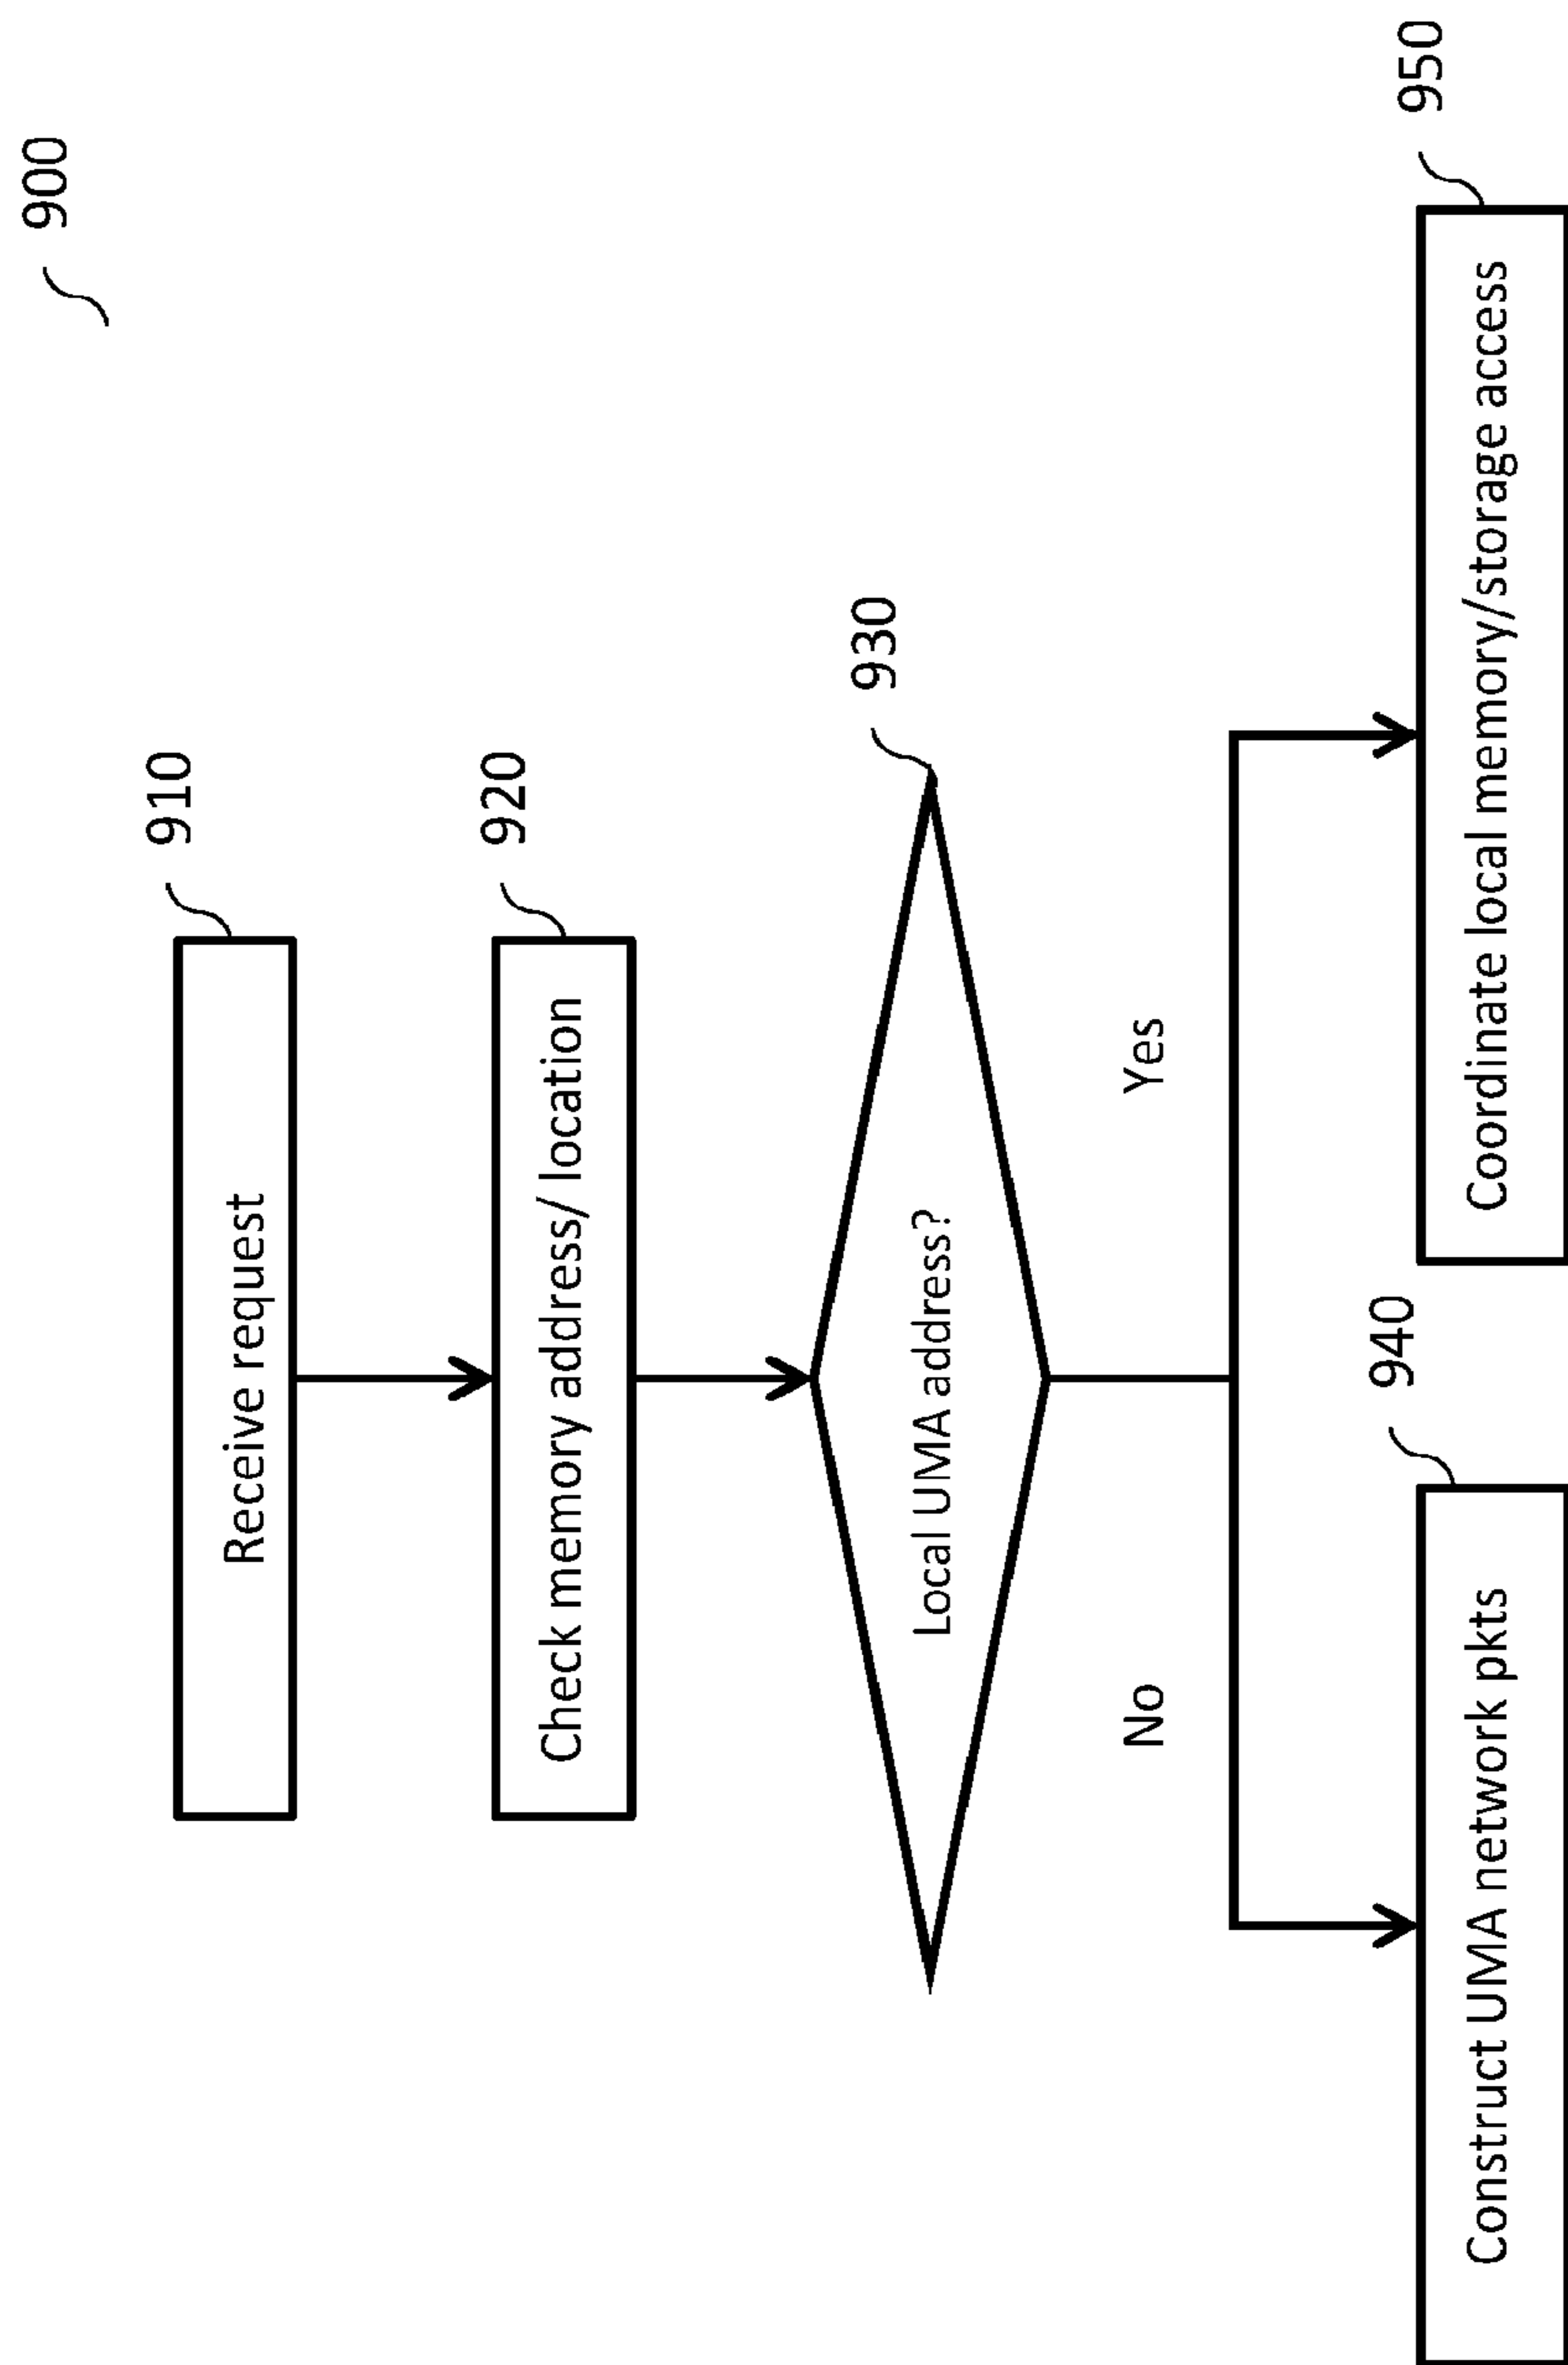 900
910
Receive request
920
Check memory address/ location
930
Local UMA address?
No
Yes
940
Construct UMA network pkts
950
Coordinate local memory/storage access